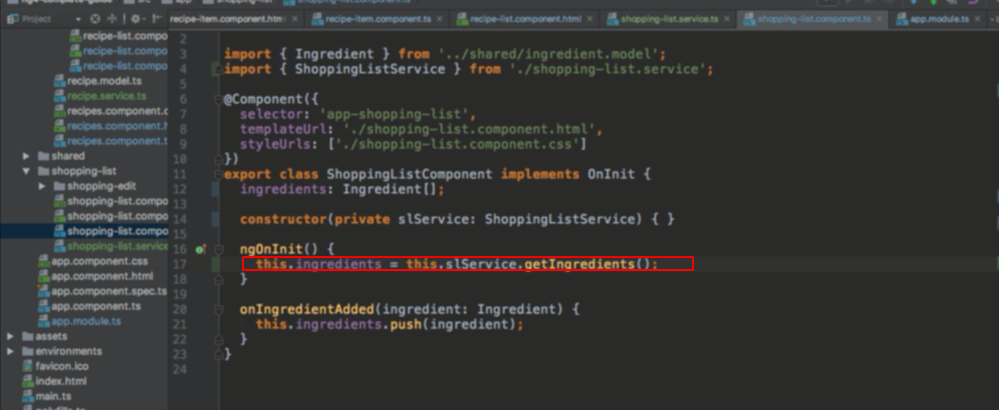 Project
recipe-item.component.htm
recipe-item.component.ts
recipe-list.component.html
shopping-list.service.ts
shopping-list.component.ts
app.module.ts
recipe-list.compo
recipe-list.compo
recipe-list.compo
recipe.model.ts
recipe.service.ts
recipes.component.c
recipes.component.h
recipes.component.t
shared
shopping-list
shopping-edit
shopping-list.compo
shopping-list.compo
shopping-list.compo
shopping-list.service
app.component.css
app.component.html
app.component.spec.ts
app.component.ts
app.module.ts
assets
environments
favicon.ico
index.html
main.ts
2
3 import { Ingredient } from '../shared/ingredient.model';
4 import { ShoppingListService } from './shopping-list.service';
5
6 @Component({
7 selector: 'app-shopping-list',
8 templateUrl: './shopping-list.component.html',
9 styleUrls: ['./shopping-list.component.css']
10 })
11 export class ShoppingListComponent implements OnInit {
12 ingredients: Ingredient[];
13
14 constructor(private slService: ShoppingListService) { }
15
16 ngOnInit() {
17 this.ingredients = this.slService.getIngredients();
18 }
19
20 onIngredientAdded(ingredient: Ingredient) {
21 this.ingredients.push(ingredient);
22 }
23 }
24